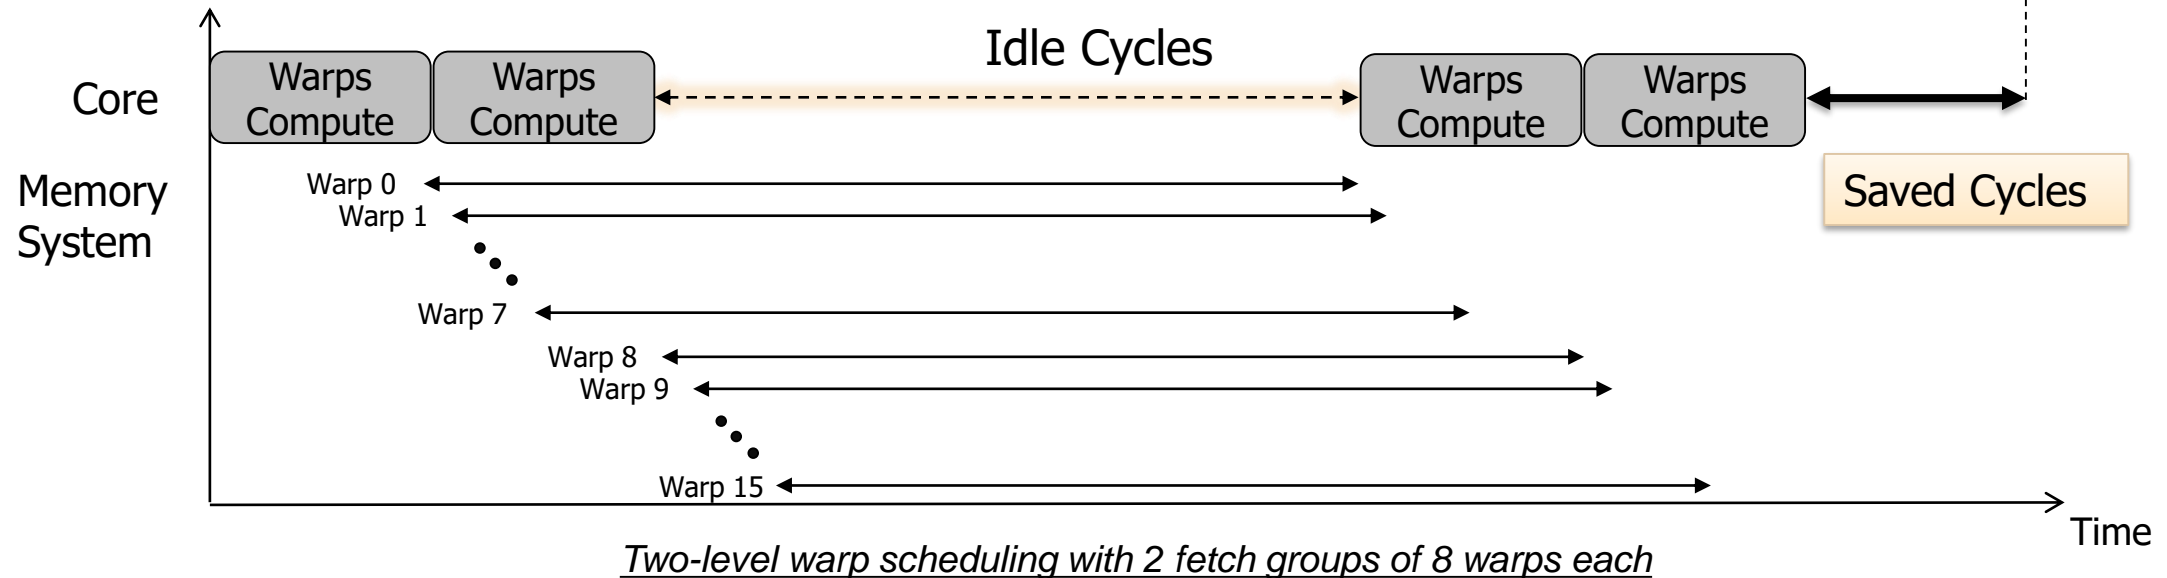 Idle Cycles
Core
Warps
Compute
Warps
Compute
Warps
Compute
Warps
Compute
Memory
System
Saved Cycles
Warp 0
Warp 1
Warp 7
Warp 8
Warp 9
Warp 15
Time
Two-level warp scheduling with 2 fetch groups of 8 warps each